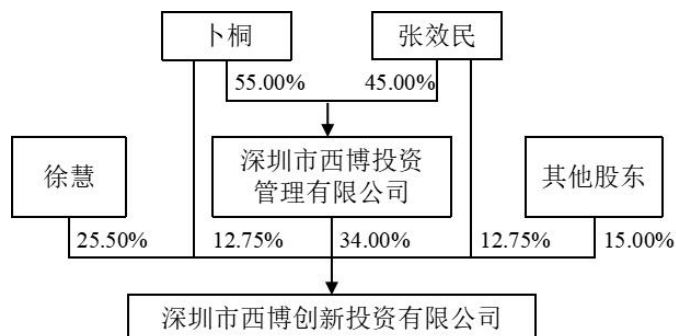 卜桐
张效民
55.00%
45.00%
徐慧
深圳市西博投资
管理有限公司
其他股东
25.50%
12.75%
34.00%
12.75%
15.00%
深圳市西博创新投资有限公司